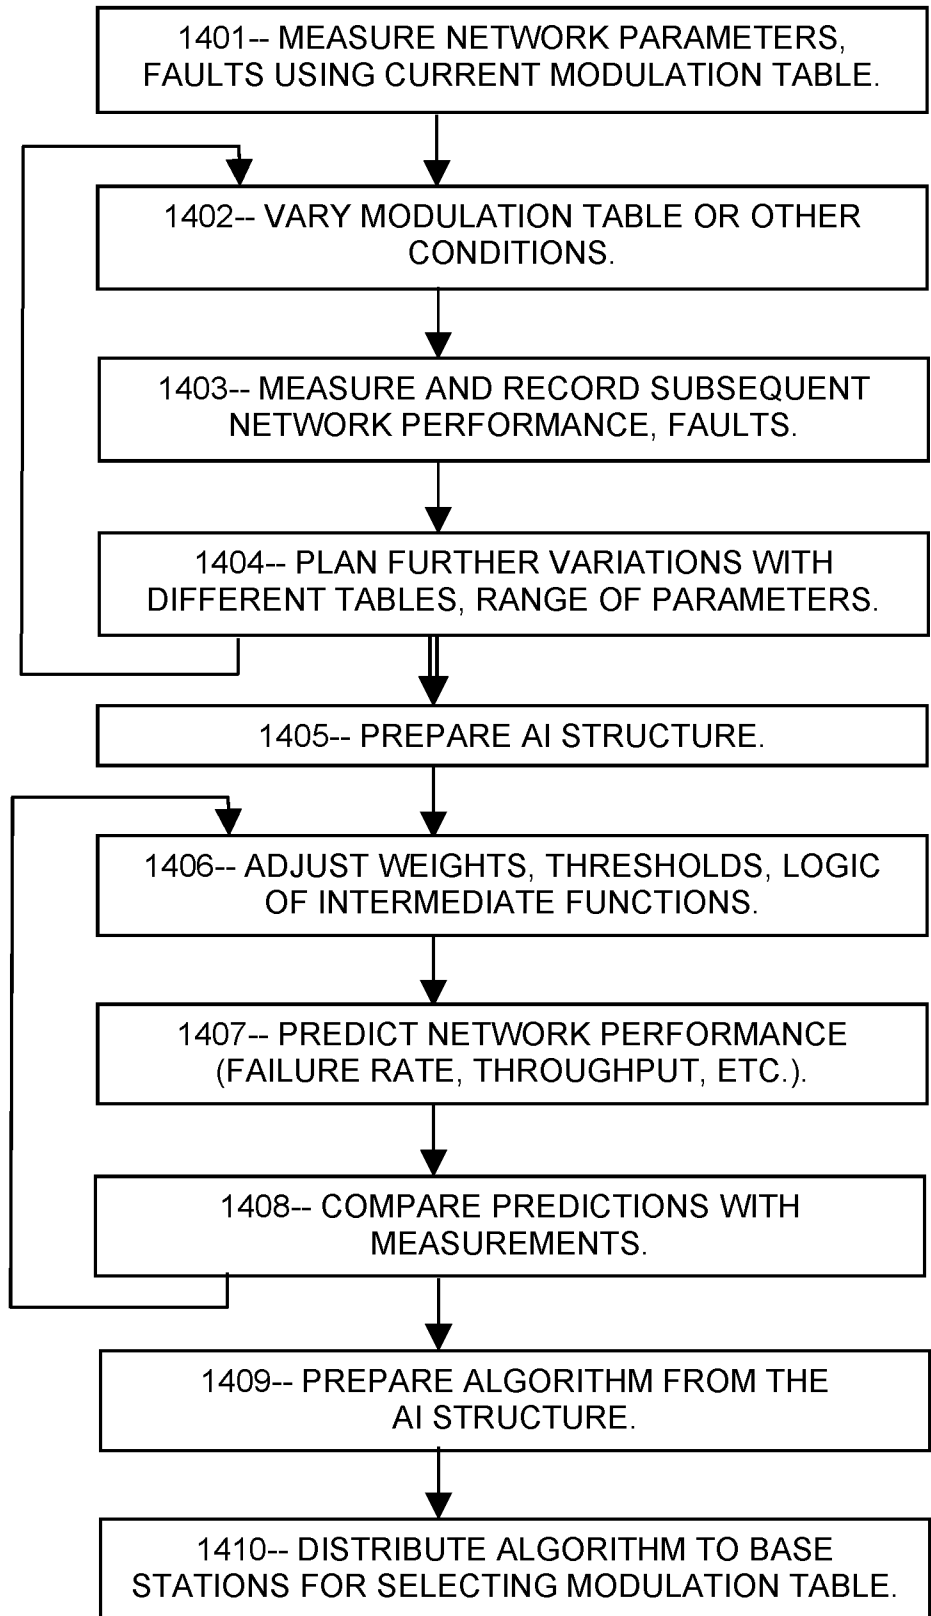 1401-- MEASURE NETWORK PARAMETERS,
FAULTS USING CURRENT MODULATION TABLE.
1402-- VARY MODULATION TABLE OR OTHER
CONDITIONS.
1403-- MEASURE AND RECORD SUBSEQUENT
NETWORK PERFORMANCE, FAULTS.
1404-- PLAN FURTHER VARIATIONS WITH
DIFFERENT TABLES, RANGE OF PARAMETERS.
1405-- PREPARE AI STRUCTURE.
1406-- ADJUST WEIGHTS, THRESHOLDS, LOGIC
OF INTERMEDIATE FUNCTIONS.
1407-- PREDICT NETWORK PERFORMANCE
(FAILURE RATE, THROUGHPUT, ETC.).
1408-- COMPARE PREDICTIONS WITH
MEASUREMENTS.
1409-- PREPARE ALGORITHM FROM THE
AI STRUCTURE.
1410-- DISTRIBUTE ALGORITHM TO BASE
STATIONS FOR SELECTING MODULATION TABLE.